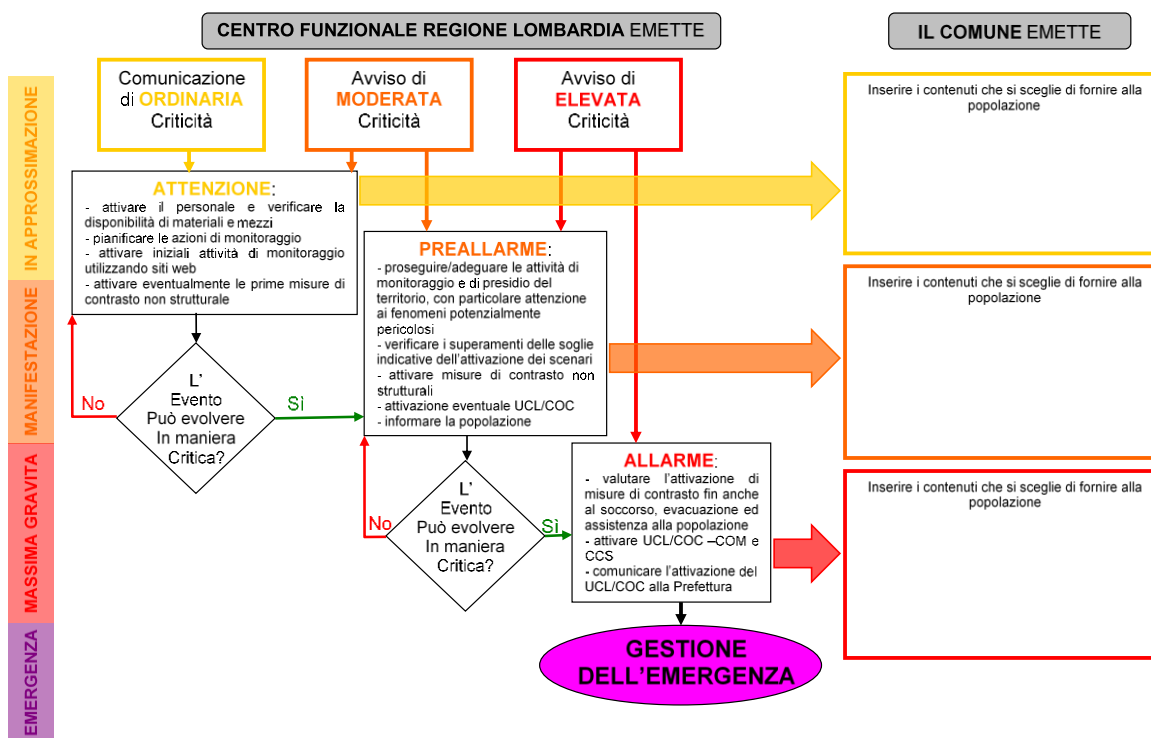 CENTRO FUNZIONALE REGIONE LOMBARDIA EMETTE
IL COMUNE EMETTE
Comunicazione
di ORDINARIA
Criticità
Avviso di
MODERATA
Criticità
Avviso di
ELEVATA
Criticità
IN APPROSSIMAZIONE
MANIFESTAZIONE
MASSIMA GRAVITA
EMERGENZA
ATTENZIONE:
- attivare il personale e verificare la
disponibilità di materiali e mezzi
- pianificare le azioni di monitoraggio
- attivare iniziali attività di monitoraggio
utilizzando siti web
- attivare eventualmente le prime misure di
contrasto non strutturale
L'
Evento
Può evolvere
In maniera
Critica?
No
Sì
PREALLARME:
- proseguire/adeguare le attività di
monitoraggio e di presidio del
territorio, con particolare attenzione
ai fenomeni potenzialmente
pericolosi
- verificare i superamenti delle soglie
indicative dell'attivazione dei scenari
- attivare misure di contrasto non
strutturali
- attivazione eventuale UCL/COC
- informare la popolazione
L'
Evento
Può evolvere
In maniera
Critica?
No
Sì
ALLARME:
- valutare l'attivazione di
misure di contrasto fin anche
al soccorso, evacuazione ed
assistenza alla popolazione
- attivare UCL/COC –COM e
CCS
- comunicare l'attivazione del
UCL/COC alla Prefettura
GESTIONE
DELL'EMERGENZA
Inserire i contenuti che si sceglie di fornire alla
popolazione
Inserire i contenuti che si sceglie di fornire alla
popolazione
Inserire i contenuti che si sceglie di fornire alla
popolazione